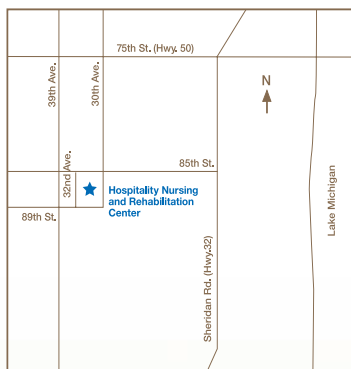 75th St. (Hwy. 50)
39th Ave.
30th Ave.
N
85th St.
32nd Ave.
Hospitality Nursing
and Rehabilitation
Center
89th St.
Sheridan Rd. (Hwy.32)
Lake Michigan